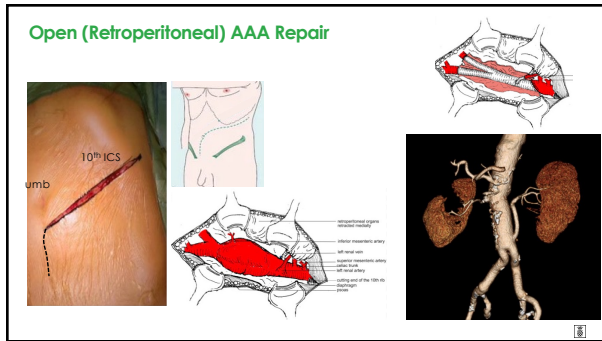 Open (Retroperitoneal) AAA Repair
10th ICS
umb
retroperitoneal organs
retracted medially
inferior mesenteric artery
left renal vein
superior mesenteric artery
celiac trunk
left renal artery
cutting end of the 10th rib
diaphragm
psoas